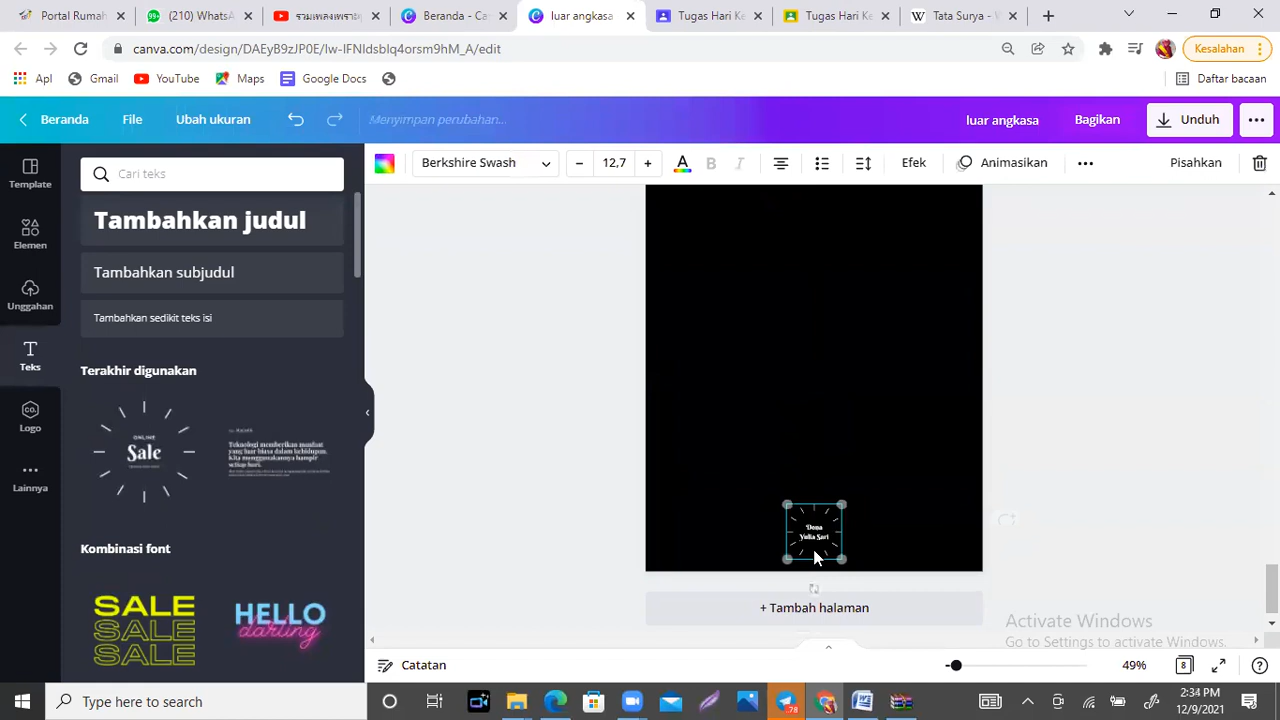 Portal Rumah
(210) WhatsA
Beranda - Ca
luar angkasa
Tugas Hari Ke
Tugas Hari Ke
Tata Surya - W
canva.com/design/DAEyB9zJP0E/Iw-IFNIdsbIq4orsm9hM_A/edit
Kesalahan
Apl
Gmail
YouTube
Maps
Google Docs
Daftar bacaan
Beranda
File
Ubah ukuran
Menyimpan perubahan...
luar angkasa
Bagikan
Unduh
Template
Elemen
Unggahan
T
Teks
CO.
Logo
Lainnya
Cari teks
Berkshire Swash
12,7
A
B
I
Efek
Animasikan
Pisahkan
Tambahkan judul
Tambahkan subjudul
Tambahkan sedikit teks isi
Terakhir digunakan
ONLINE
Sale
Teknologi memberikan manfaat
yang luar biasa dalam kehidupan.
Kita menggunakannya hampir
setiap hari.
Kombinasi font
SALE
SALE
SALE
HELLO
darling
Dona
Yulia Sari
+ Tambah halaman
Activate Windows
Go to Settings to activate Windows.
Catatan
49%
8
Type here to search
78
2:34 PM
12/9/2021